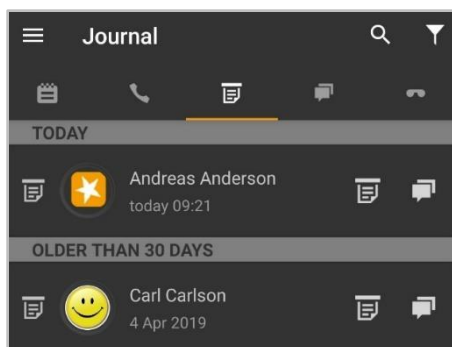 Journal
TODAY
Andreas Anderson
today 09:21
OLDER THAN 30 DAYS
Carl Carlson
4 Apr 2019